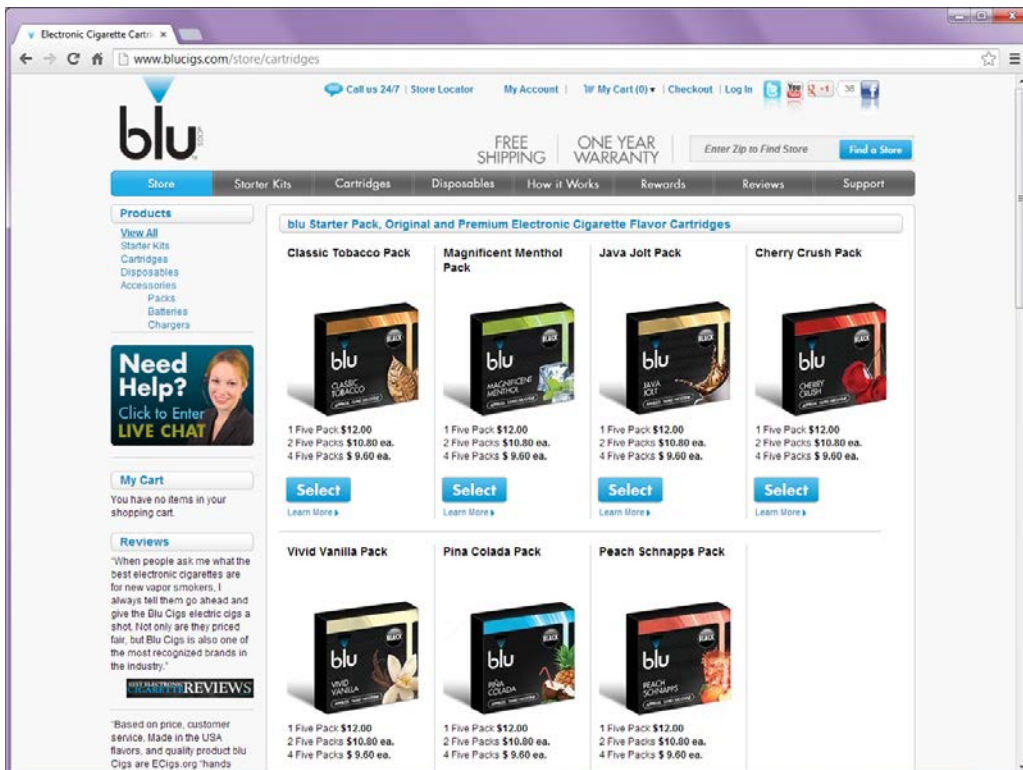 Electronic Cigarette Cartri
www.blucigs.com/store/cartridges
Call us 24/7 | Store Locator My Account | My Cart (0) | Checkout | Log In You +1 36 f
blu
cigs
FREE SHIPPING
ONE YEAR WARRANTY
Enter Zip to Find Store
Find a Store
Store Starter Kits Cartridges Disposables How it Works Rewards Reviews Support
Products
View All
Starter Kits
Cartridges
Disposables
Accessories
Packs
Batteries
Chargers
Need
Help?
Click to Enter
LIVE CHAT
My Cart
You have no items in your
shopping cart.
Reviews
"When people ask me what the
best electronic cigarettes are
for new vapor smokers, I
always tell them go ahead and
give the Blu Cigs electric cigs a
shot. Not only are they priced
fair, but Blu Cigs is also one of
the most recognized brands in
the industry."
BEST ELECTRONIC
CIGARETTE REVIEWS
"Based on price, customer
service, Made in the USA
flavors, and quality product blu
Cigs are ECigs.org "hands
blu Starter Pack, Original and Premium Electronic Cigarette Flavor Cartridges
Classic Tobacco Pack
BLACK
blu
CLASSIC
TOBACCO
1 Five Pack $12.00
2 Five Packs $10.80 ea.
4 Five Packs $ 9.60 ea.
Select
Learn More
Magnificent Menthol
Pack
BLACK
blu
MAGNIFICENT
MENTHOL
1 Five Pack $12.00
2 Five Packs $10.80 ea.
4 Five Packs $ 9.60 ea.
Select
Learn More
Java Jolt Pack
BLACK
blu
JAVA
JOLT
1 Five Pack $12.00
2 Five Packs $10.80 ea.
4 Five Packs $ 9.60 ea.
Select
Learn More
Cherry Crush Pack
BLACK
blu
CHERRY
CRUSH
1 Five Pack $12.00
2 Five Packs $10.80 ea.
4 Five Packs $ 9.60 ea.
Select
Learn More
Vivid Vanilla Pack
BLACK
blu
VIVID
VANILLA
1 Five Pack $12.00
2 Five Packs $10.80 ea.
4 Five Packs $ 9.60 ea.
Pina Colada Pack
BLACK
blu
PIÑA
COLADA
1 Five Pack $12.00
2 Five Packs $10.80 ea.
4 Five Packs $ 9.60 ea.
Peach Schnapps Pack
BLACK
blu
PEACH
SCHNAPPS
1 Five Pack $12.00
2 Five Packs $10.80 ea.
4 Five Packs $ 9.60 ea.